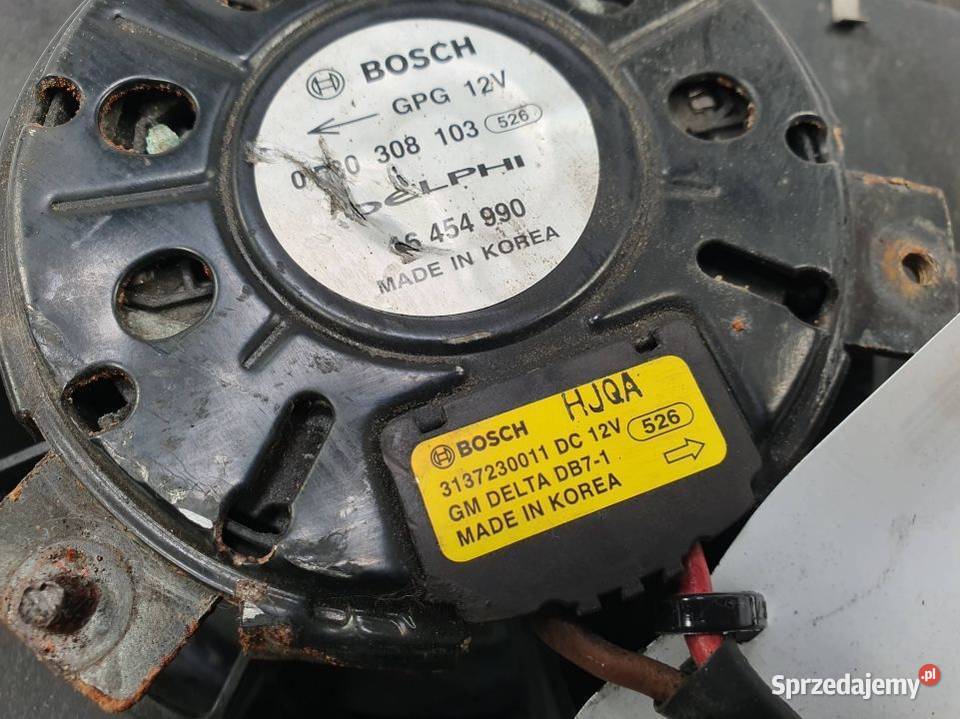 BOSCH
GPG 12V
308 103 526
DELPHI
454 990
MADE IN KOREA
HJQA
BOSCH
3137230011 DC 12V 526
GM DELTA DB7-1
MADE IN KOREA
Sprzedajemy.pl